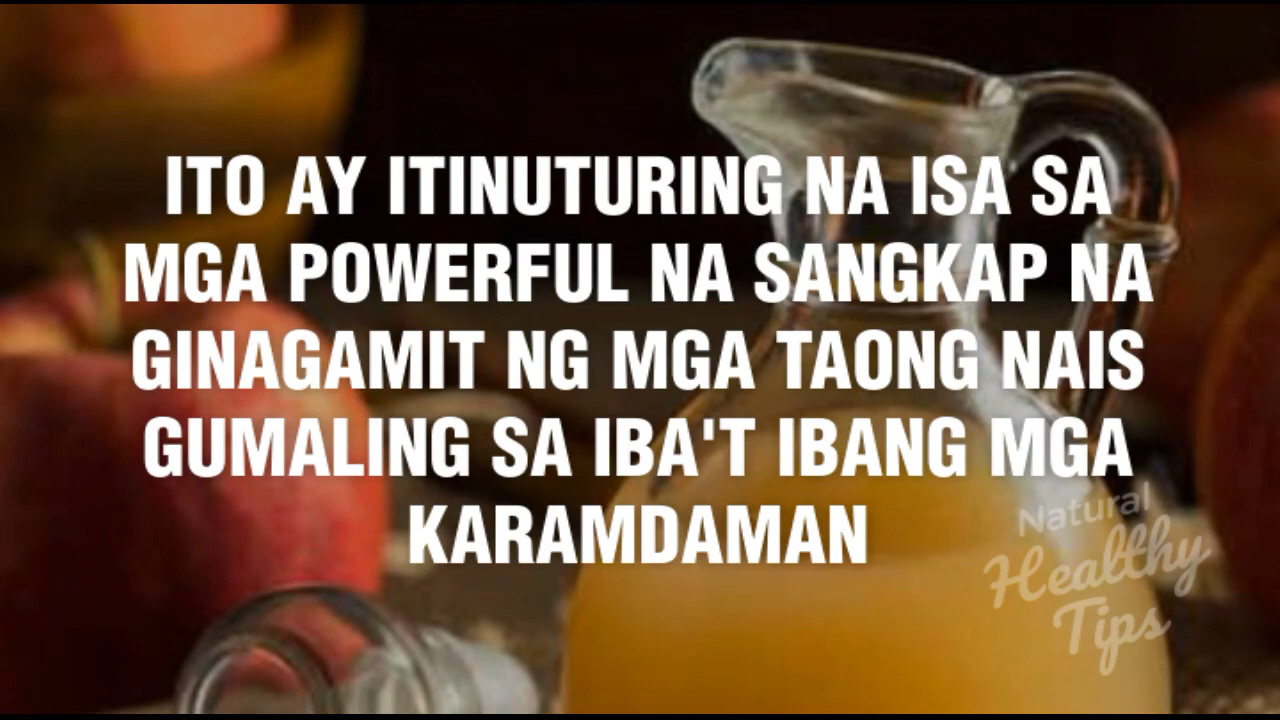 ITO AY ITINUTURING NA ISA SA
MGA POWERFUL NA SANGKAP NA
GINAGAMIT NG MGA TAONG NAIS
GUMALING SA IBA'T IBANG MGA
KARAMDAMAN
Natural
Healthy
Tips